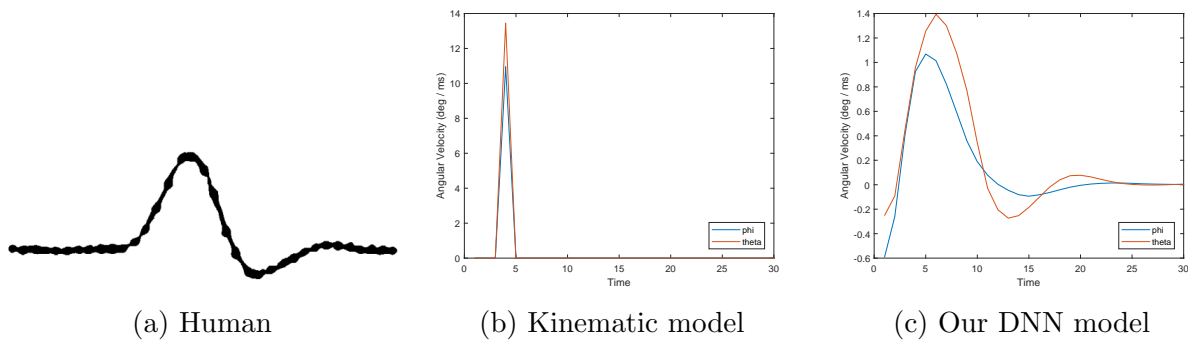 14
12
10
8
6
4
2
0
Angular Velocity (deg / ms)
0 5 10 15 20 25 30
Time
phi
theta
1.4
1.2
1
0.8
0.6
0.4
0.2
0
-0.2
-0.4
-0.6
Angular Velocity (deg / ms)
0 5 10 15 20 25 30
Time
phi
theta
(a) Human
(b) Kinematic model
(c) Our DNN model